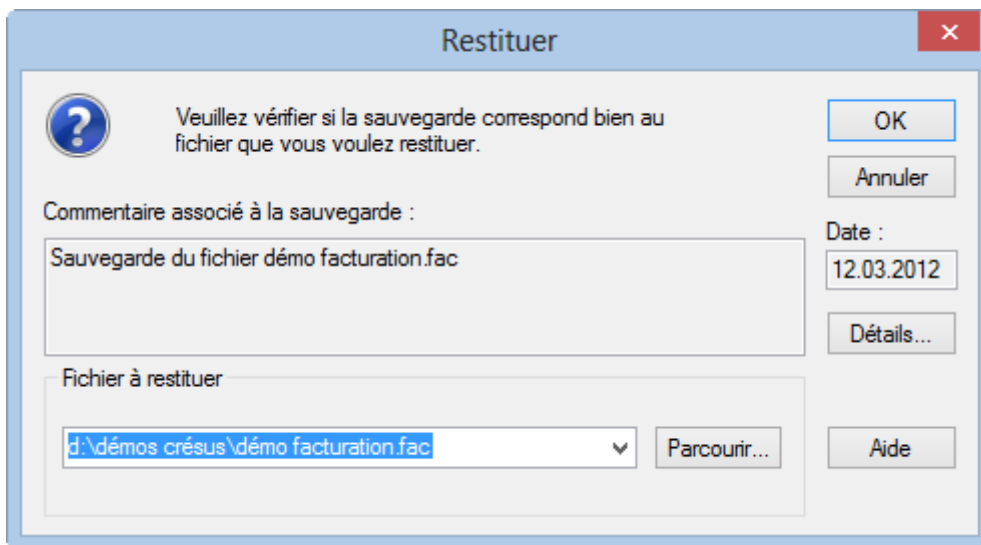 Restituer
Veuillez vérifier si la sauvegarde correspond bien au
fichier que vous voulez restituer.
OK
Annuler
Commentaire associé à la sauvegarde :
Date :
Sauvegarde du fichier démo facturation.fac
12.03.2012
Détails...
Fichier à restituer
d:\démos crésus\démo facturation.fac
Parcourir...
Aide